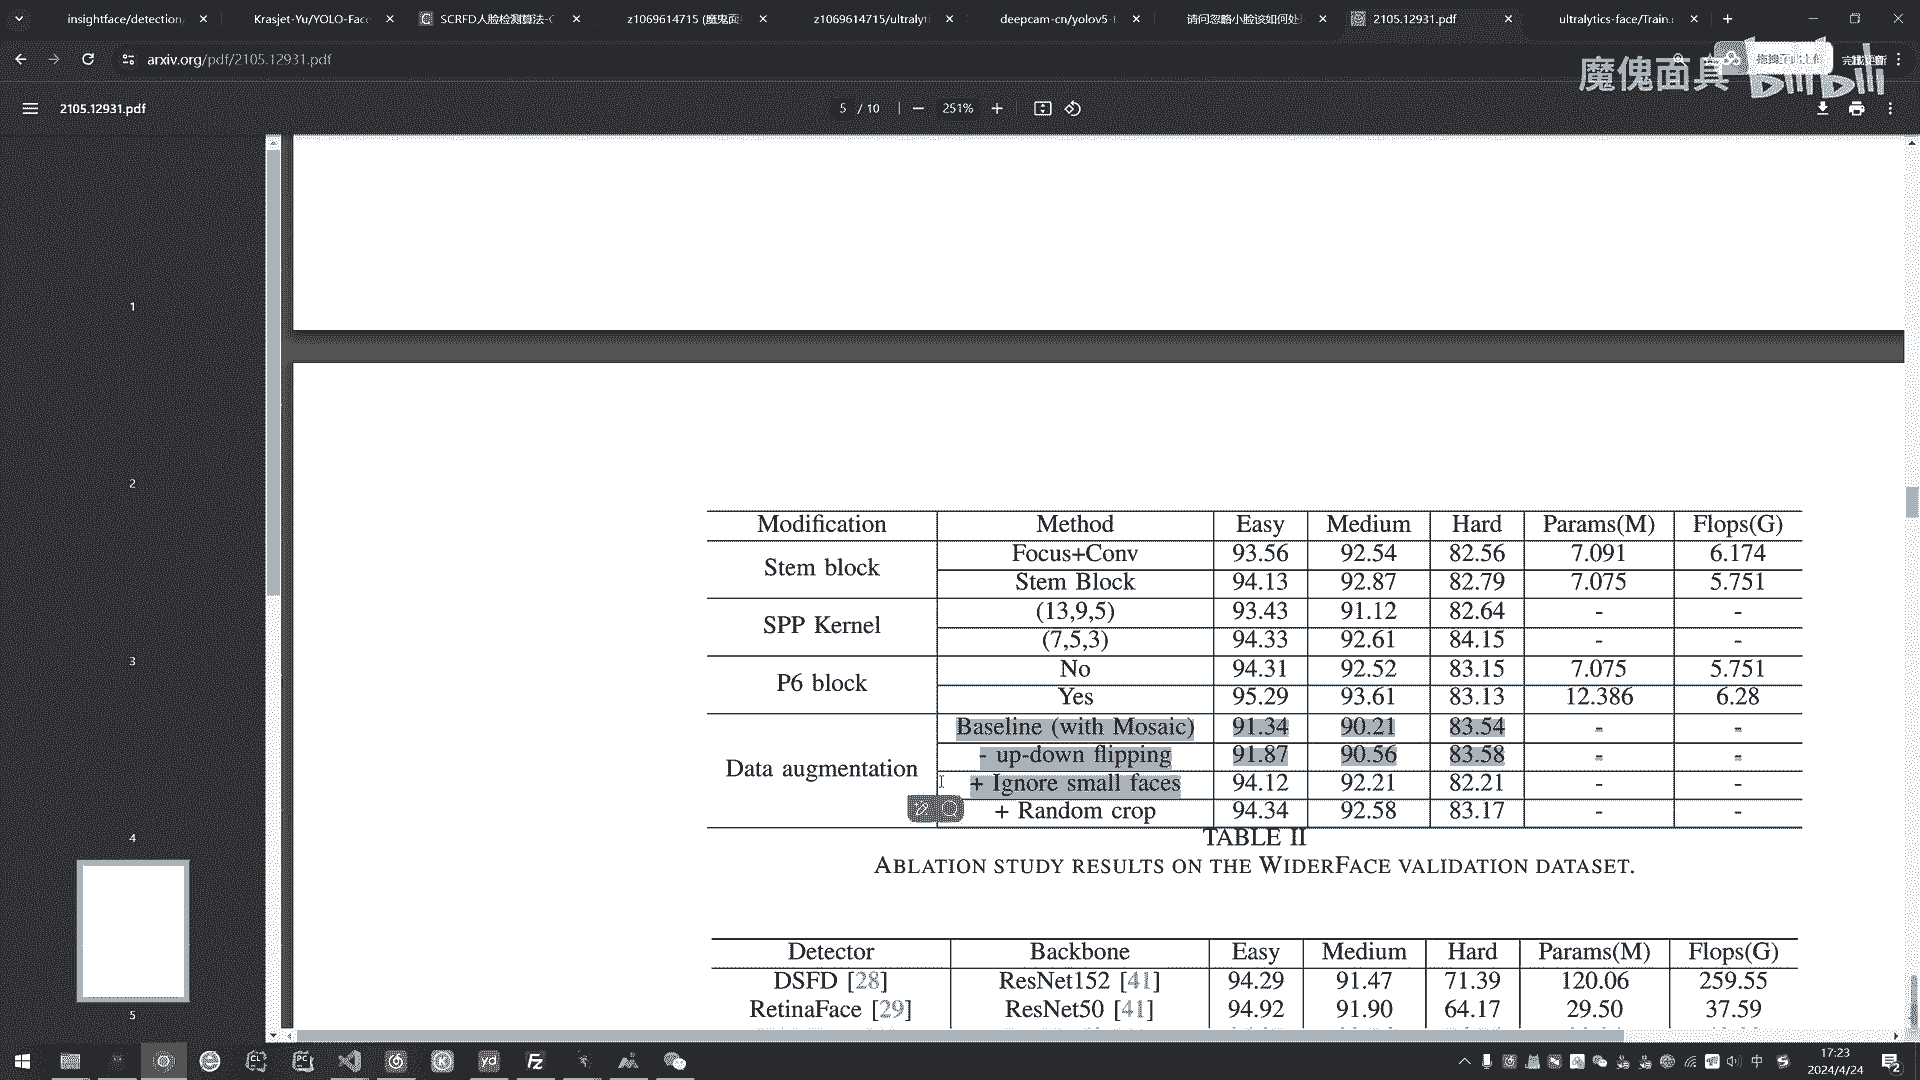 insightface/detection
Krasjet-Yu/YOLO-Face
SCRFD人脸检测算法-C
z1069614715 (魔鬼面
z1069614715/ultralyt
deepcam-cn/yolov5-f
请问忽略小脸该如何处
2105.12931.pdf
ultralytics-face/Train.
arxiv.org/pdf/2105.12931.pdf
魔傀面具 bilibili
2105.12931.pdf
5 / 10
251%
1
2
3
4
5
Modification Method Easy Medium Hard Params(M) Flops(G)
Stem block Focus+Conv 93.56 92.54 82.56 7.091 6.174
Stem Block 94.13 92.87 82.79 7.075 5.751
SPP Kernel (13,9,5) 93.43 91.12 82.64 - -
(7,5,3) 94.33 92.61 84.15 - -
P6 block No 94.31 92.52 83.15 7.075 5.751
Yes 95.29 93.61 83.13 12.386 6.28
Data augmentation Baseline (with Mosaic) 91.34 90.21 83.54 - -
- up-down flipping 91.87 90.56 83.58 - -
+ Ignore small faces 94.12 92.21 82.21 - -
+ Random crop 94.34 92.58 83.17 - -
TABLE II
ABLATION STUDY RESULTS ON THE WIDERFACE VALIDATION DATASET.
Detector Backbone Easy Medium Hard Params(M) Flops(G)
DSFD [28] ResNet152 [41] 94.29 91.47 71.39 120.06 259.55
RetinaFace [29] ResNet50 [41] 94.92 91.90 64.17 29.50 37.59
CL
PC
K
yd
FZ
中
17:23
2024/4/24
2